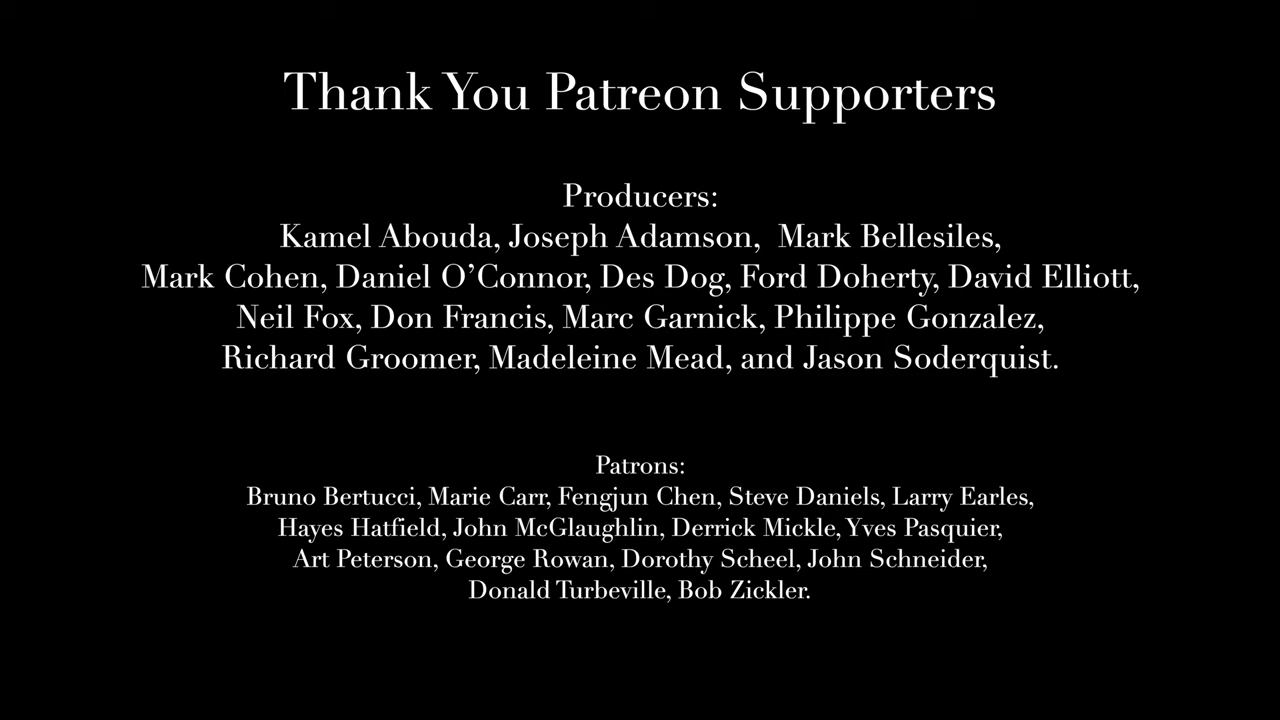 Thank You Patreon Supporters
Producers:
Kamel Abouda, Joseph Adamson,  Mark Bellesiles,
Mark Cohen, Daniel O’Connor, Des Dog, Ford Doherty, David Elliott,
Neil Fox, Don Francis, Marc Garnick, Philippe Gonzalez,
Richard Groomer, Madeleine Mead, and Jason Soderquist.
Patrons:
Bruno Bertucci, Marie Carr, Fengjun Chen, Steve Daniels, Larry Earles,
Hayes Hatfield, John McGlaughlin, Derrick Mickle, Yves Pasquier,
Art Peterson, George Rowan, Dorothy Scheel, John Schneider,
Donald Turbeville, Bob Zickler.